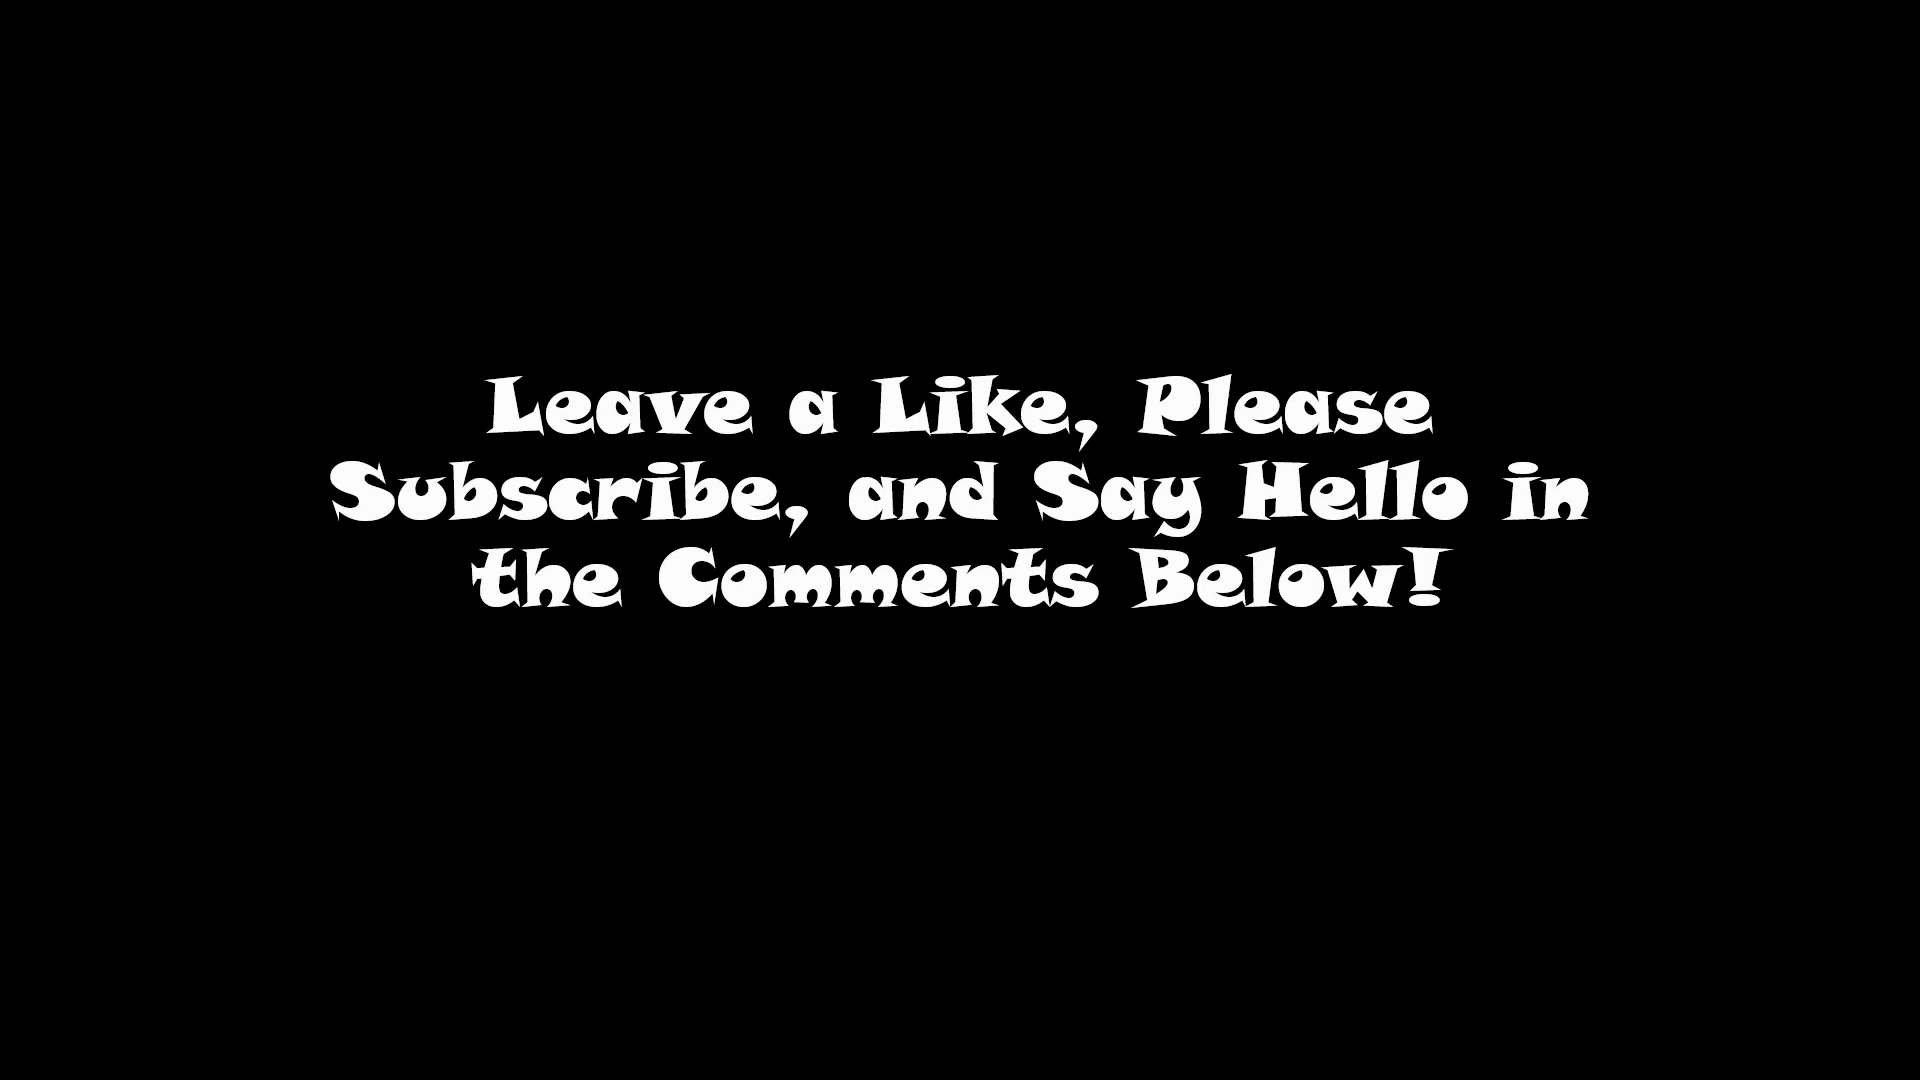 Leave a Like, Please
Subscribe, and Say Hello in
the Comments Below!